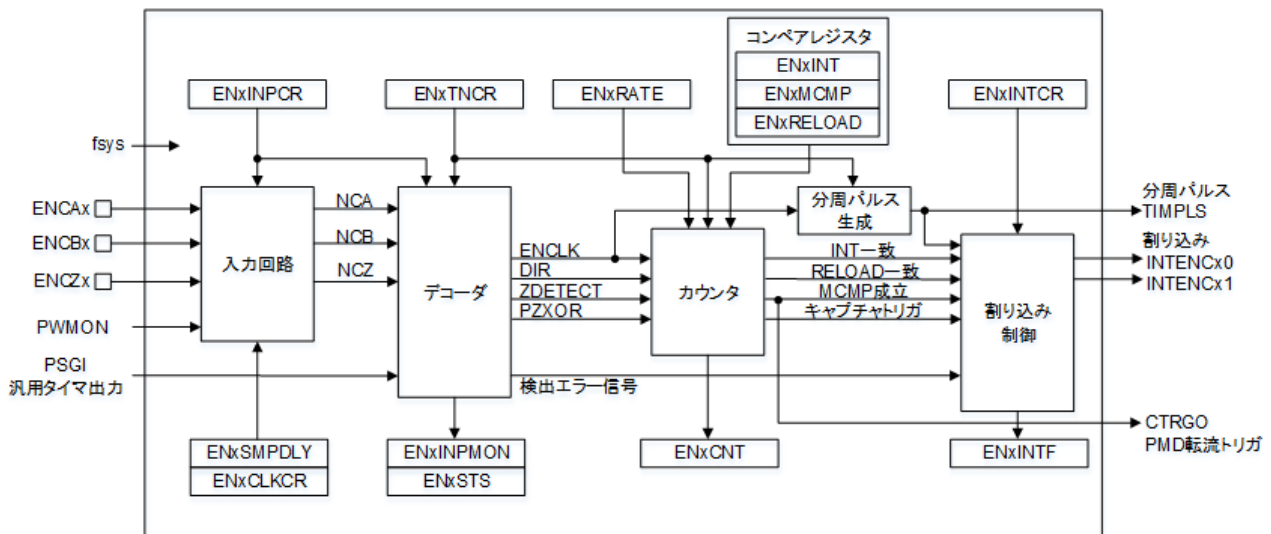 コンペアレジスタ
ENxINT
ENxMCMP
ENxRELOAD
ENxINPCR
ENxTNCR
ENxRATE
ENxINTCR
fsys
ENCAx
ENCBx
ENCZx
PWMON
PSGI
汎用タイマ出力
入力回路
NCA
NCB
NCZ
デコーダ
ENCLK
DIR
ZDETECT
PZXOR
検出エラー信号
カウンタ
分周パルス
生成
INT一致
RELOAD一致
MCMP成立
キャプチャトリガ
割り込み
制御
分周パルス
TIMPLS
割り込み
INTENCx0
INTENCx1
CTRGO
PMD転流トリガ
ENxSMPDLY
ENxCLKCR
ENxINPMON
ENxSTS
ENxCNT
ENxINTF